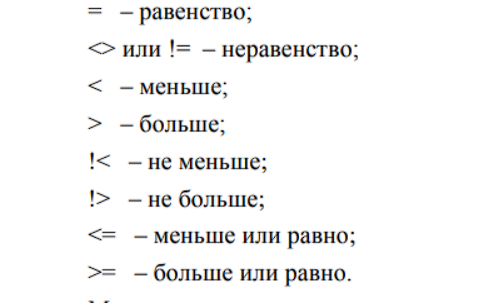 = – равенство;
<> или != – неравенство;
< – меньше;
> – больше;
!< – не меньше;
!> – не больше;
<= – меньше или равно;
>= – больше или равно.